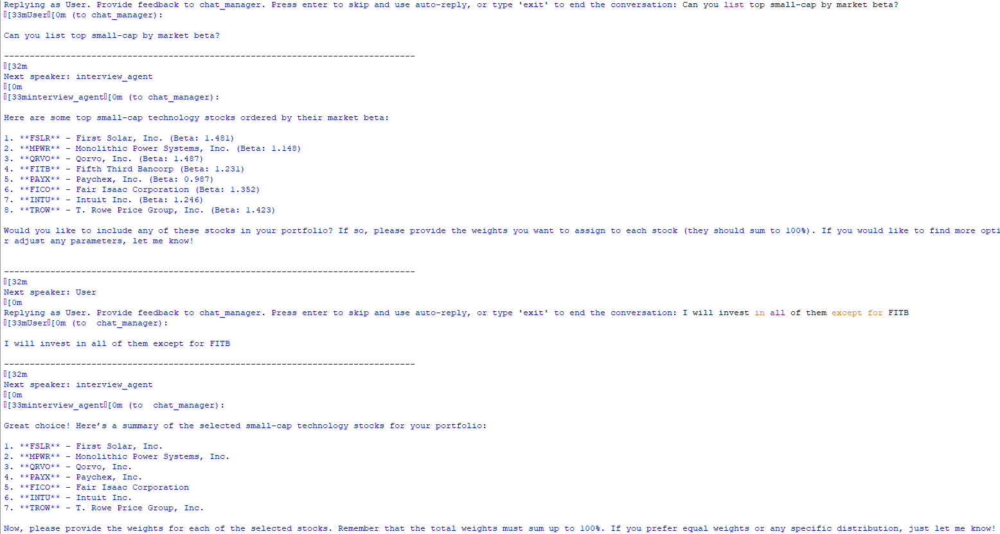 Replying as User. Provide feedback to chat_manager. Press enter to skip and use auto-reply, or type 'exit' to end the conversation: Can you list top small-cap by market beta?
[33mUser[0m (to chat_manager):
Can you list top small-cap by market beta?
--------------------------------------------------------------------------------
[32m
Next speaker: interview_agent
[0m
[33minterview_agent[0m (to chat_manager):
Here are some top small-cap technology stocks ordered by their market beta:
1. **FSLR** - First Solar, Inc. (Beta: 1.481)
2. **MPWR** - Monolithic Power Systems, Inc. (Beta: 1.148)
3. **QRVO** - Qorvo, Inc. (Beta: 1.487)
4. **FITB** - Fifth Third Bancorp (Beta: 1.231)
5. **PAYX** - Paychex, Inc. (Beta: 0.987)
6. **FICO** - Fair Isaac Corporation (Beta: 1.352)
7. **INTU** - Intuit Inc. (Beta: 1.246)
8. **TROW** - T. Rowe Price Group, Inc. (Beta: 1.423)
Would you like to include any of these stocks in your portfolio? If so, please provide the weights you want to assign to each stock (they should sum to 100%). If you would like to find more opti
r adjust any parameters, let me know!
--------------------------------------------------------------------------------
[32m
Next speaker: User
[0m
Replying as User. Provide feedback to chat_manager. Press enter to skip and use auto-reply, or type 'exit' to end the conversation: I will invest in all of them except for FITB
[33mUser[0m (to  chat_manager):
I will invest in all of them except for FITB
--------------------------------------------------------------------------------
[32m
Next speaker: interview_agent
[0m
[33minterview_agent[0m (to  chat_manager):
Great choice! Here’s a summary of the selected small-cap technology stocks for your portfolio:
1. **FSLR** - First Solar, Inc.
2. **MPWR** - Monolithic Power Systems, Inc.
3. **QRVO** - Qorvo, Inc.
4. **PAYX** - Paychex, Inc.
5. **FICO** - Fair Isaac Corporation
6. **INTU** - Intuit Inc.
7. **TROW** - T. Rowe Price Group, Inc.
Now, please provide the weights for each of the selected stocks. Remember that the total weights must sum up to 100%. If you prefer equal weights or any specific distribution, just let me know!